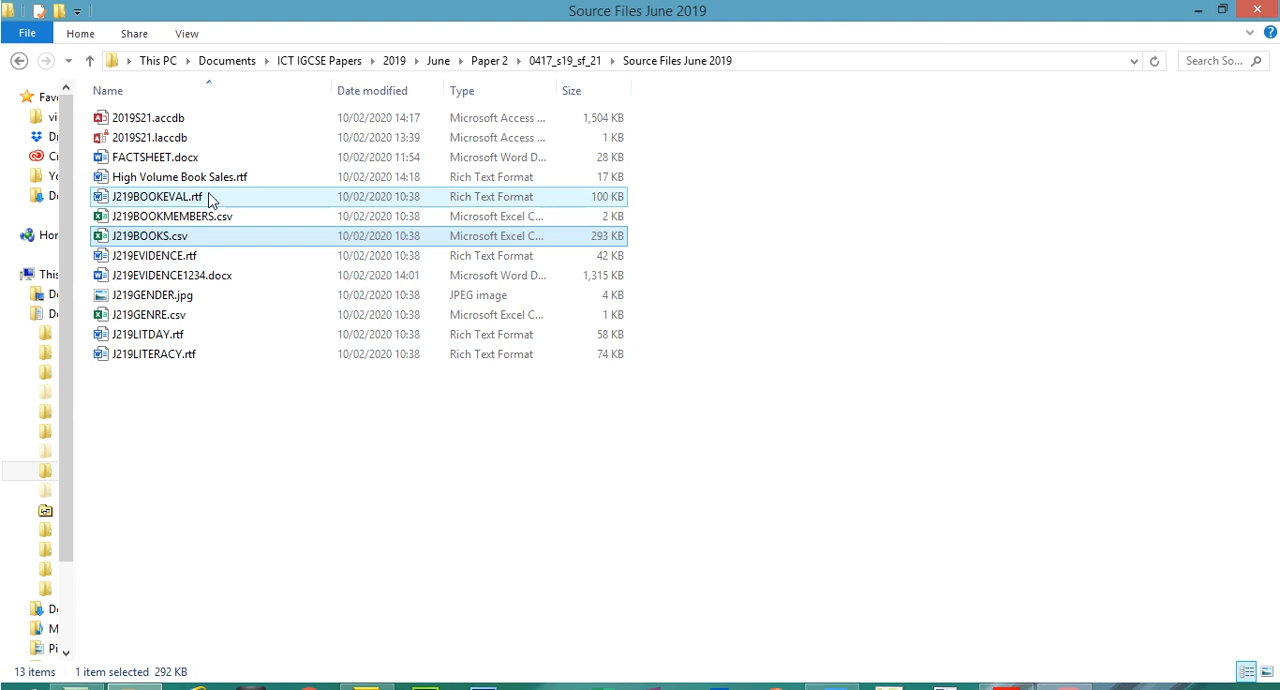 Source Files June 2019
File Home Share View
This PC Documents ICT IGCSE Papers 2019 June Paper 2 0417_s19_sf_21 Source Files June 2019 Search So...
Name Date modified Type Size
2019S21.accdb 10/02/2020 14:17 Microsoft Access ... 1,504 KB
2019S21.laccdb 10/02/2020 13:39 Microsoft Access ... 1 KB
FACTSHEET.docx 10/02/2020 11:54 Microsoft Word D... 28 KB
High Volume Book Sales.rtf 10/02/2020 14:18 Rich Text Format 17 KB
J219BOOKEVAL.rtf 10/02/2020 10:38 Rich Text Format 100 KB
J219BOOKMEMBERS.csv 10/02/2020 10:38 Microsoft Excel C... 2 KB
J219BOOKS.csv 10/02/2020 10:38 Microsoft Excel C... 293 KB
J219EVIDENCE.rtf 10/02/2020 10:38 Rich Text Format 42 KB
J219EVIDENCE1234.docx 10/02/2020 14:01 Microsoft Word D... 1,315 KB
J219GENDER.jpg 10/02/2020 10:38 JPEG image 4 KB
J219GENRE.csv 10/02/2020 10:38 Microsoft Excel C... 1 KB
J219LITDAY.rtf 10/02/2020 10:38 Rich Text Format 58 KB
J219LITERACY.rtf 10/02/2020 10:38 Rich Text Format 74 KB
Fav
vi
Hor
This
13 items 1 item selected 292 KB